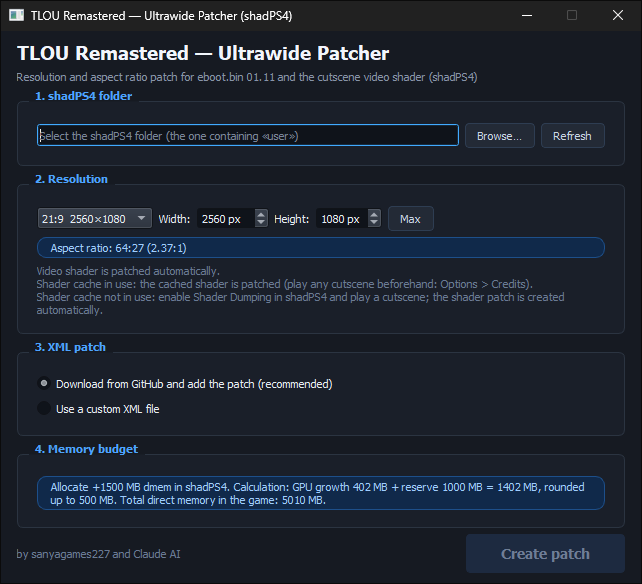 TLOU Remastered — Ultrawide Patcher (shadPS4)
TLOU Remastered — Ultrawide Patcher
Resolution and aspect ratio patch for eboot.bin 01.11 and the cutscene video shader (shadPS4)
1. shadPS4 folder
Select the shadPS4 folder (the one containing «user»)
Browse...
Refresh
2. Resolution
21:9 2560×1080
Width:
2560 px
Height:
1080 px
Max
Aspect ratio: 64:27 (2.37:1)
Video shader is patched automatically.
Shader cache in use: the cached shader is patched (play any cutscene beforehand: Options > Credits).
Shader cache not in use: enable Shader Dumping in shadPS4 and play a cutscene; the shader patch is created
automatically.
3. XML patch
Download from GitHub and add the patch (recommended)
Use a custom XML file
4. Memory budget
Allocate +1500 MB dmem in shadPS4. Calculation: GPU growth 402 MB + reserve 1000 MB = 1402 MB, rounded
up to 500 MB. Total direct memory in the game: 5010 MB.
by sanyagames227 and Claude AI
Create patch